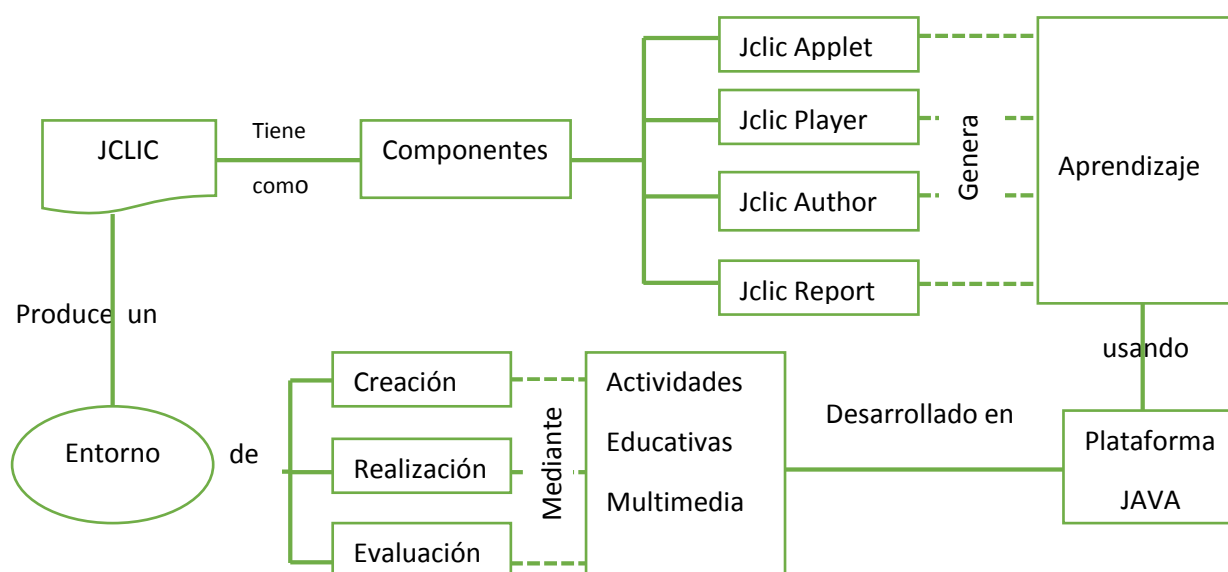 JCLIC
Tiene
como
Componentes
Jclic Applet
Jclic Player
Jclic Author
Jclic Report
Genera
Aprendizaje
Produce un
usando
Entorno
de
Creación
Realización
Evaluación
Mediante
Actividades
Educativas
Multimedia
Desarrollado en
Plataforma
JAVA